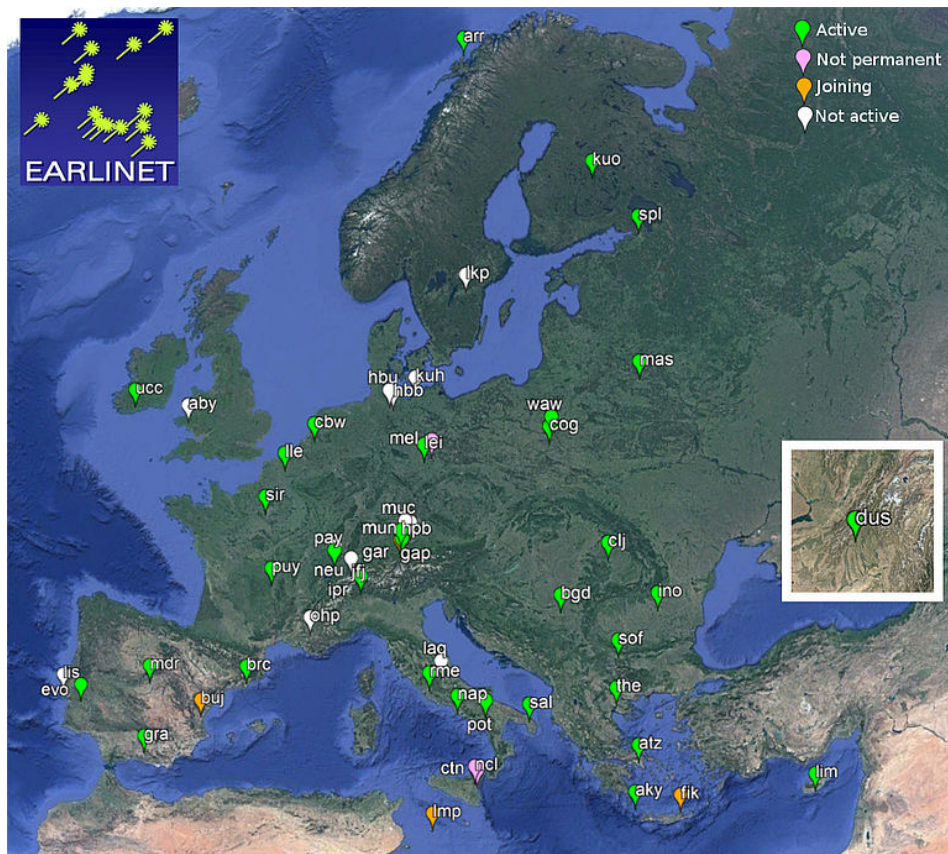 arr
Active
Not permanent
Joining
Not active
EARLINET
kuo
spl
lkp
mas
hbu
kuh
hbb
ucc
aby
waw
cbw
cog
mel
lei
lle
sir
muc
mun
hpb
dus
pay
gar
gap
clj
neu
jfj
puy
ipr
bgd
ino
ohp
sof
laq
lis
mdr
brc
rme
evo
the
buj
nap
sal
pot
gra
atz
ctn
ncl
lim
aky
fik
lmp